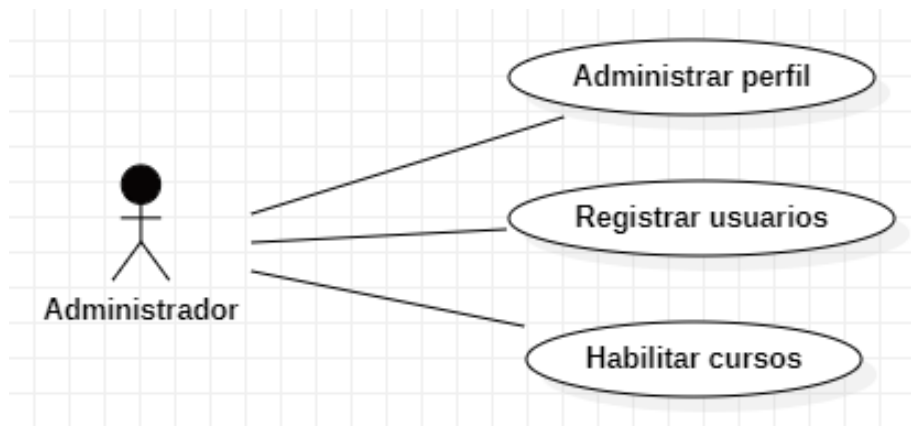 Administrar perfil
Registrar usuarios
Administrador
Habilitar cursos